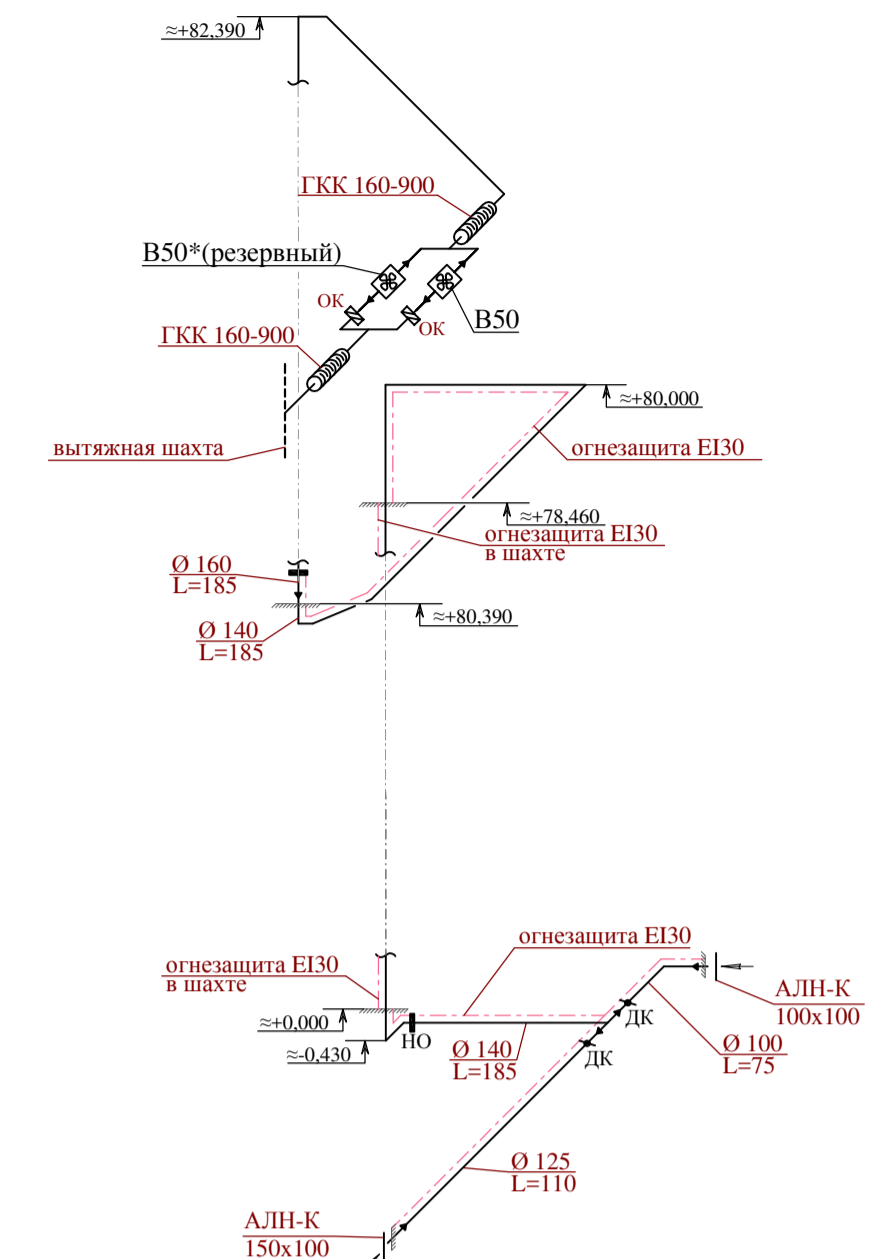 ≈+82,390
ГКК 160-900
В50*(резервный)
ОК
ОК
В50
ГКК 160-900
≈+80,000
вытяжная шахта
огнезащита EI30
≈+78,460
огнезащита EI30
в шахте
Ø 160
L=185
≈+80,390
Ø 140
L=185
огнезащита EI30
огнезащита EI30
в шахте
АЛН-К
100х100
≈+0,000
ДК
НО
≈-0,430
Ø 140
L=185
ДК
Ø 100
L=75
Ø 125
L=110
АЛН-К
150х100